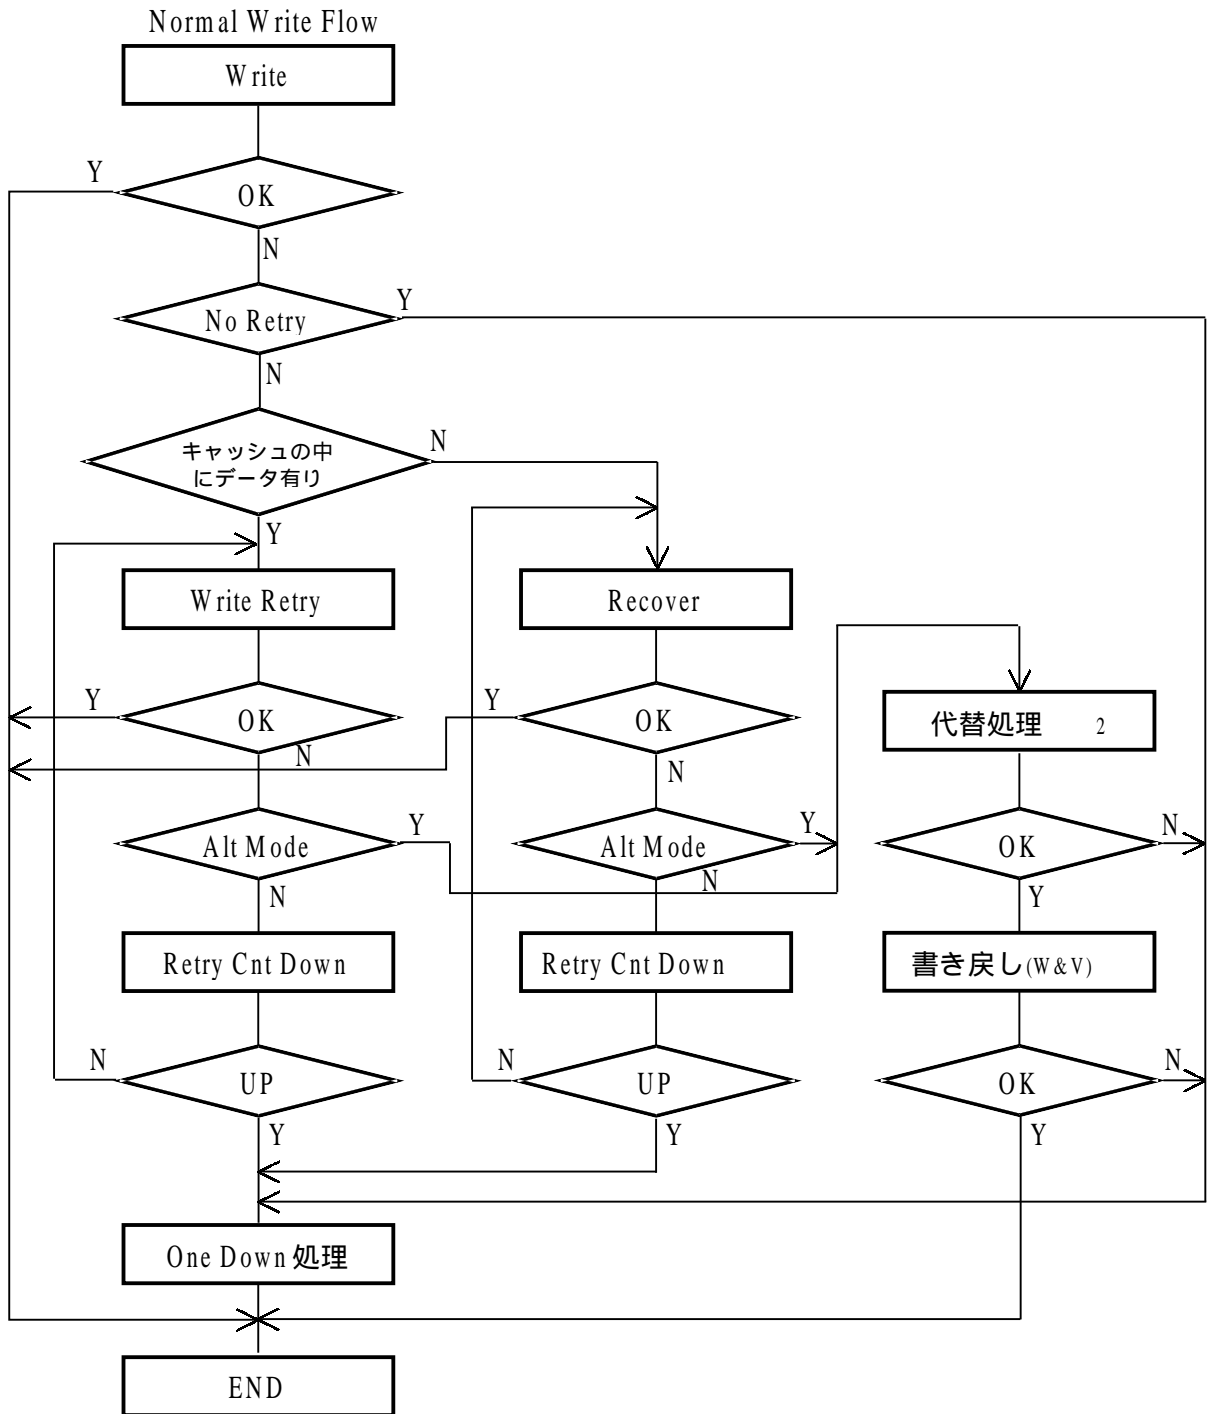 Normal Write Flow
Write
Y
OK
N
No Retry
Y
N
キャッシュの中
にデータ有り
N
Y
Write Retry
Recover
Y
OK
N
Y
OK
N
代替処理 2
Alt Mode
Y
N
Alt Mode
Y
N
OK
N
Y
Retry Cnt Down
Retry Cnt Down
書き戻し(W&V)
N
UP
Y
N
UP
Y
OK
N
Y
One Down 処理
END